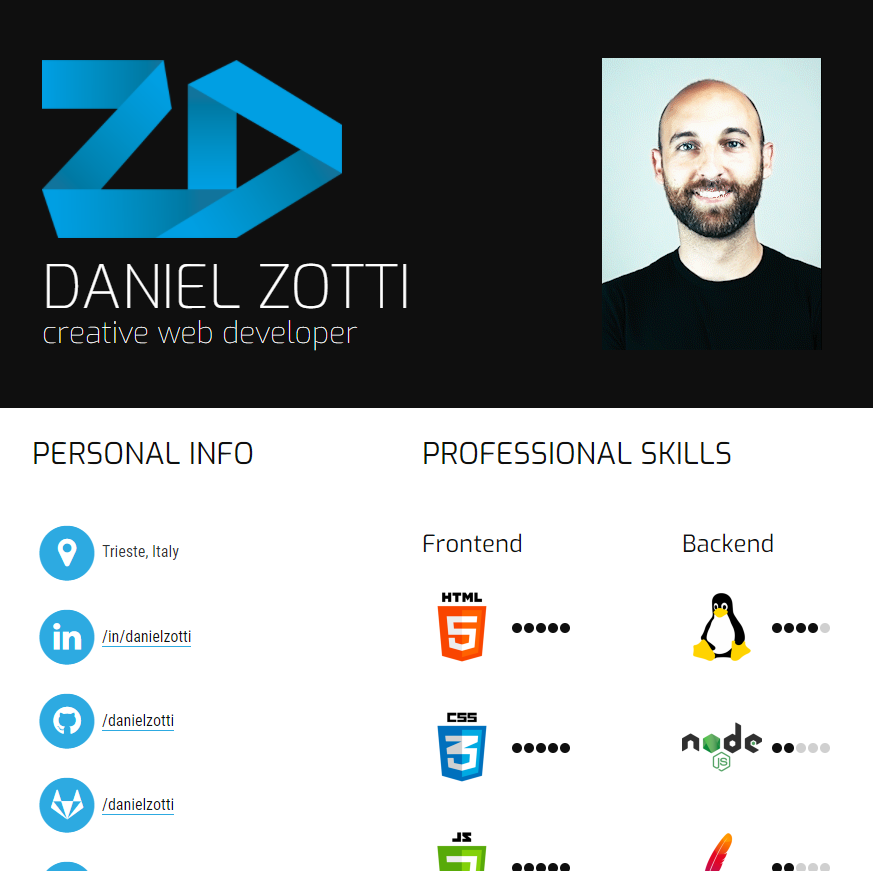 DANIEL ZOTTI
creative web developer
PERSONAL INFO
Trieste, Italy
in
/in/danielzotti
/danielzotti
/danielzotti
PROFESSIONAL SKILLS
Frontend
HTML
5
CSS
3
JS
Backend
node
JS